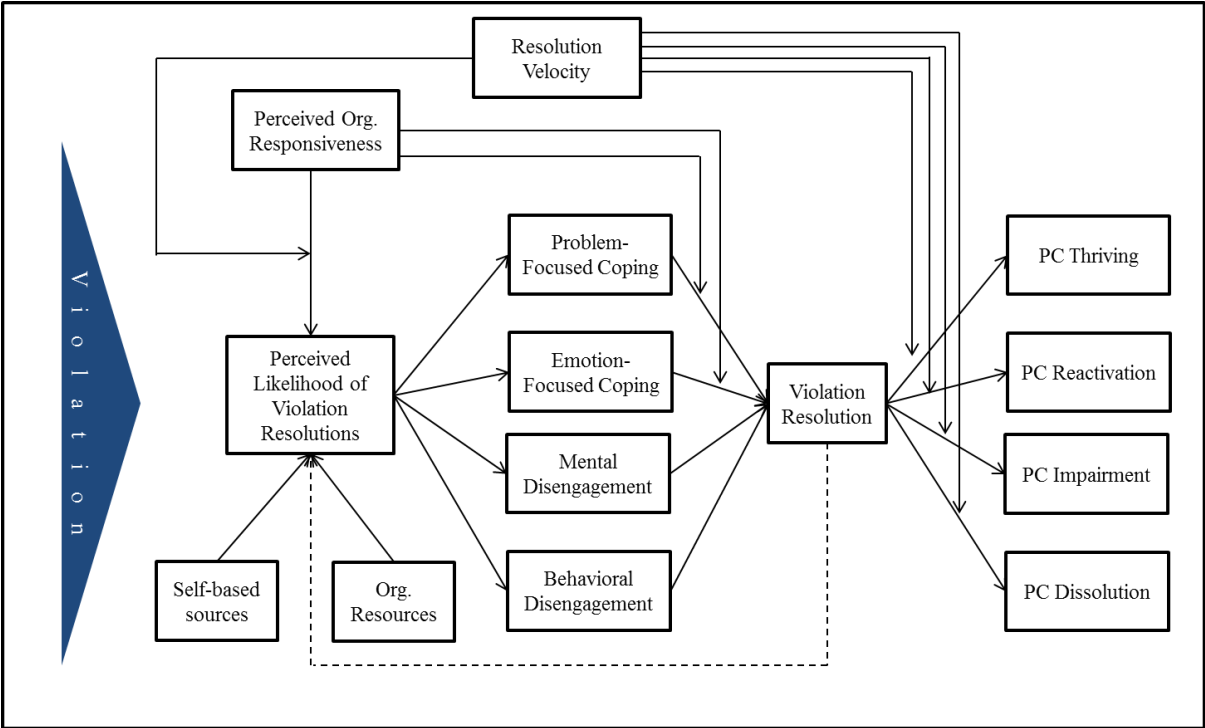 Resolution
Velocity
Perceived Org.
Responsiveness
Problem-
Focused Coping
PC Thriving
Violation
Perceived
Likelihood of
Violation
Resolutions
Emotion-
Focused Coping
Violation
Resolution
PC Reactivation
Mental
Disengagement
PC Impairment
Self-based
sources
Org.
Resources
Behavioral
Disengagement
PC Dissolution